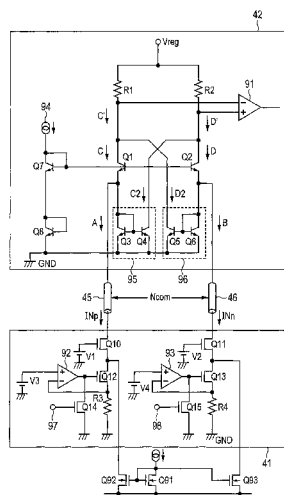 42
Vreg
R1
R2
91
94
C'
D'
C
D
Q7
Q1
Q2
C2
D2
A
B
Q8
Q3
Q4
Q5
Q6
GND
95
96
45
Ncom
46
INp
INn
Q10
Q11
V1
V2
92
93
V3
Q12
V4
Q13
Q14
R3
Q15
R4
97
98
GND
41
Q92
Q91
Q93